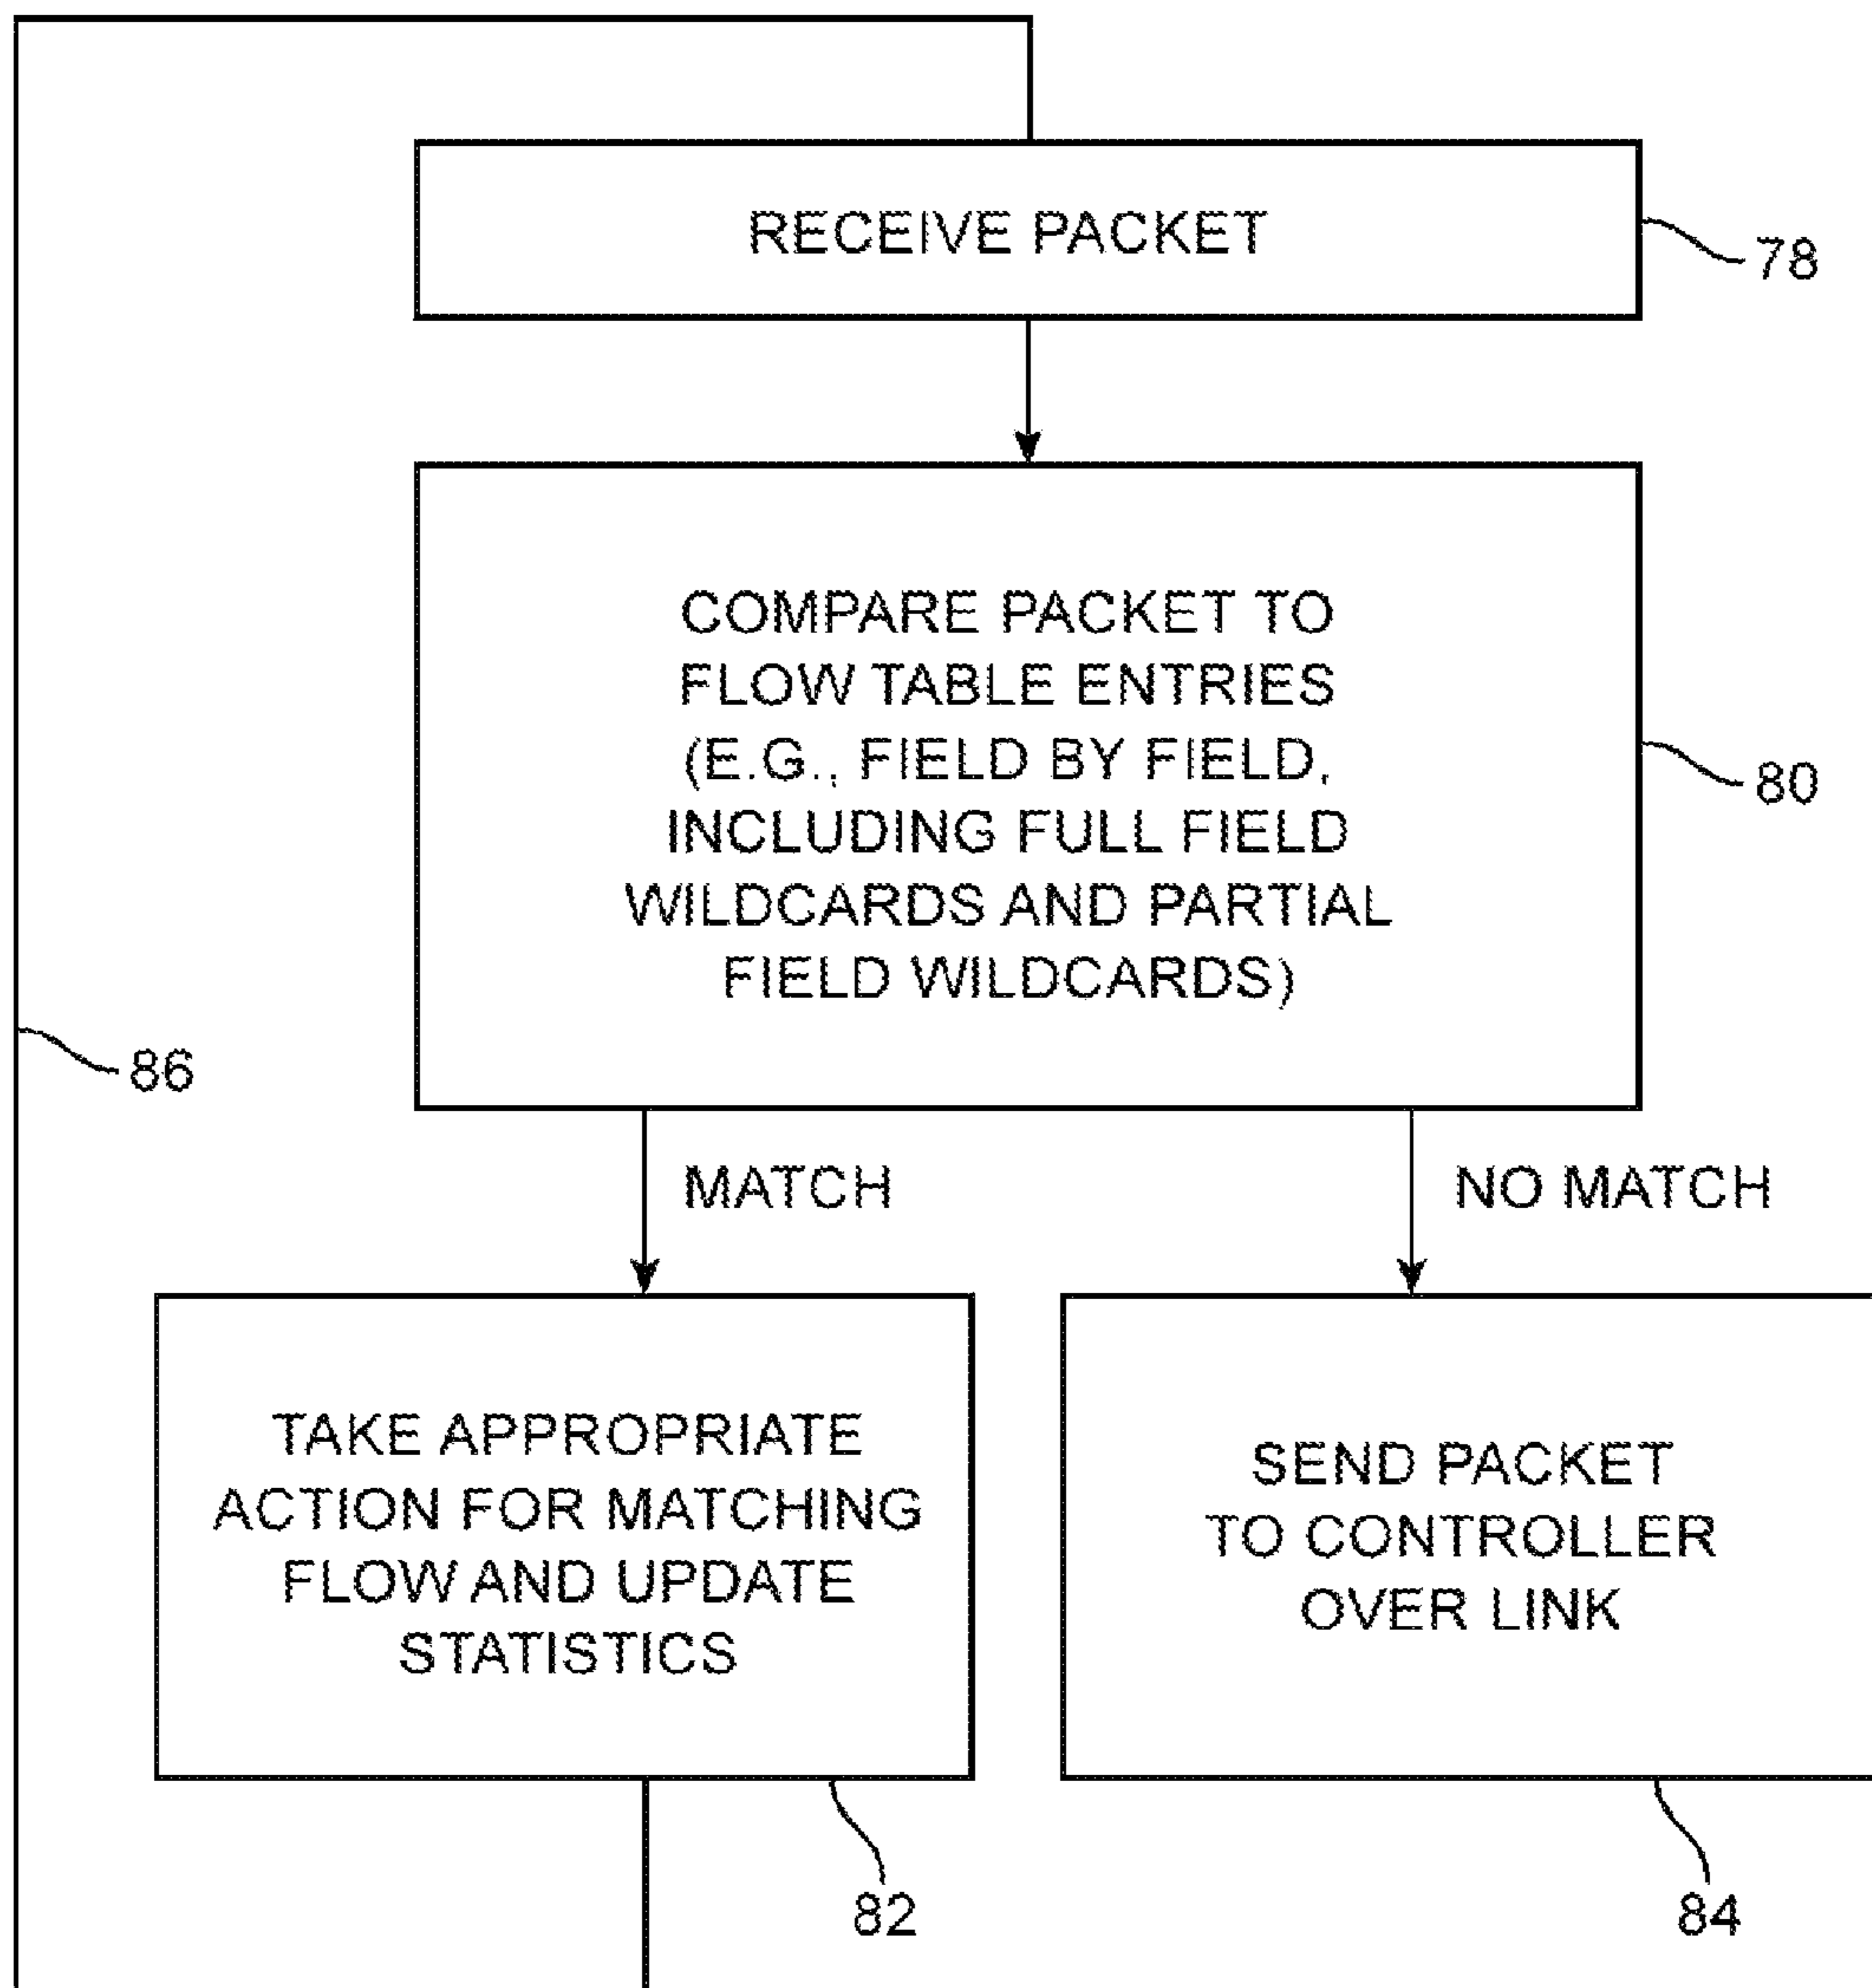 RECEIVE PACKET
78
COMPARE PACKET TO
FLOW TABLE ENTRIES
(E.G., FIELD BY FIELD,
INCLUDING FULL FIELD
WILDCARDS AND PARTIAL
FIELD WILDCARDS)
80
86
MATCH
NO MATCH
TAKE APPROPRIATE
ACTION FOR MATCHING
FLOW AND UPDATE
STATISTICS
SEND PACKET
TO CONTROLLER
OVER LINK
82
84